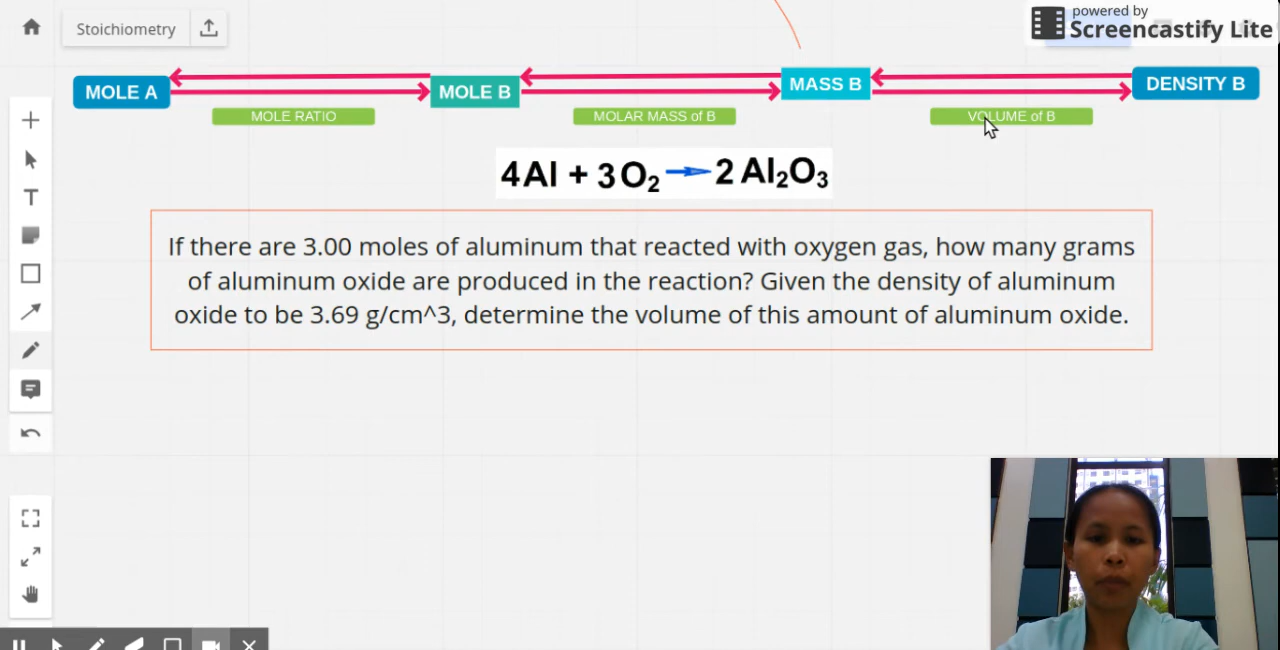 Stoichiometry
powered by
Screencastify Lite
MOLE A
MOLE B
MASS B
DENSITY B
MOLE RATIO
MOLAR MASS of B
VOLUME of B
4Al + 3O₂ → 2Al₂O₃
If there are 3.00 moles of aluminum that reacted with oxygen gas, how many grams
of aluminum oxide are produced in the reaction? Given the density of aluminum
oxide to be 3.69 g/cm^3, determine the volume of this amount of aluminum oxide.